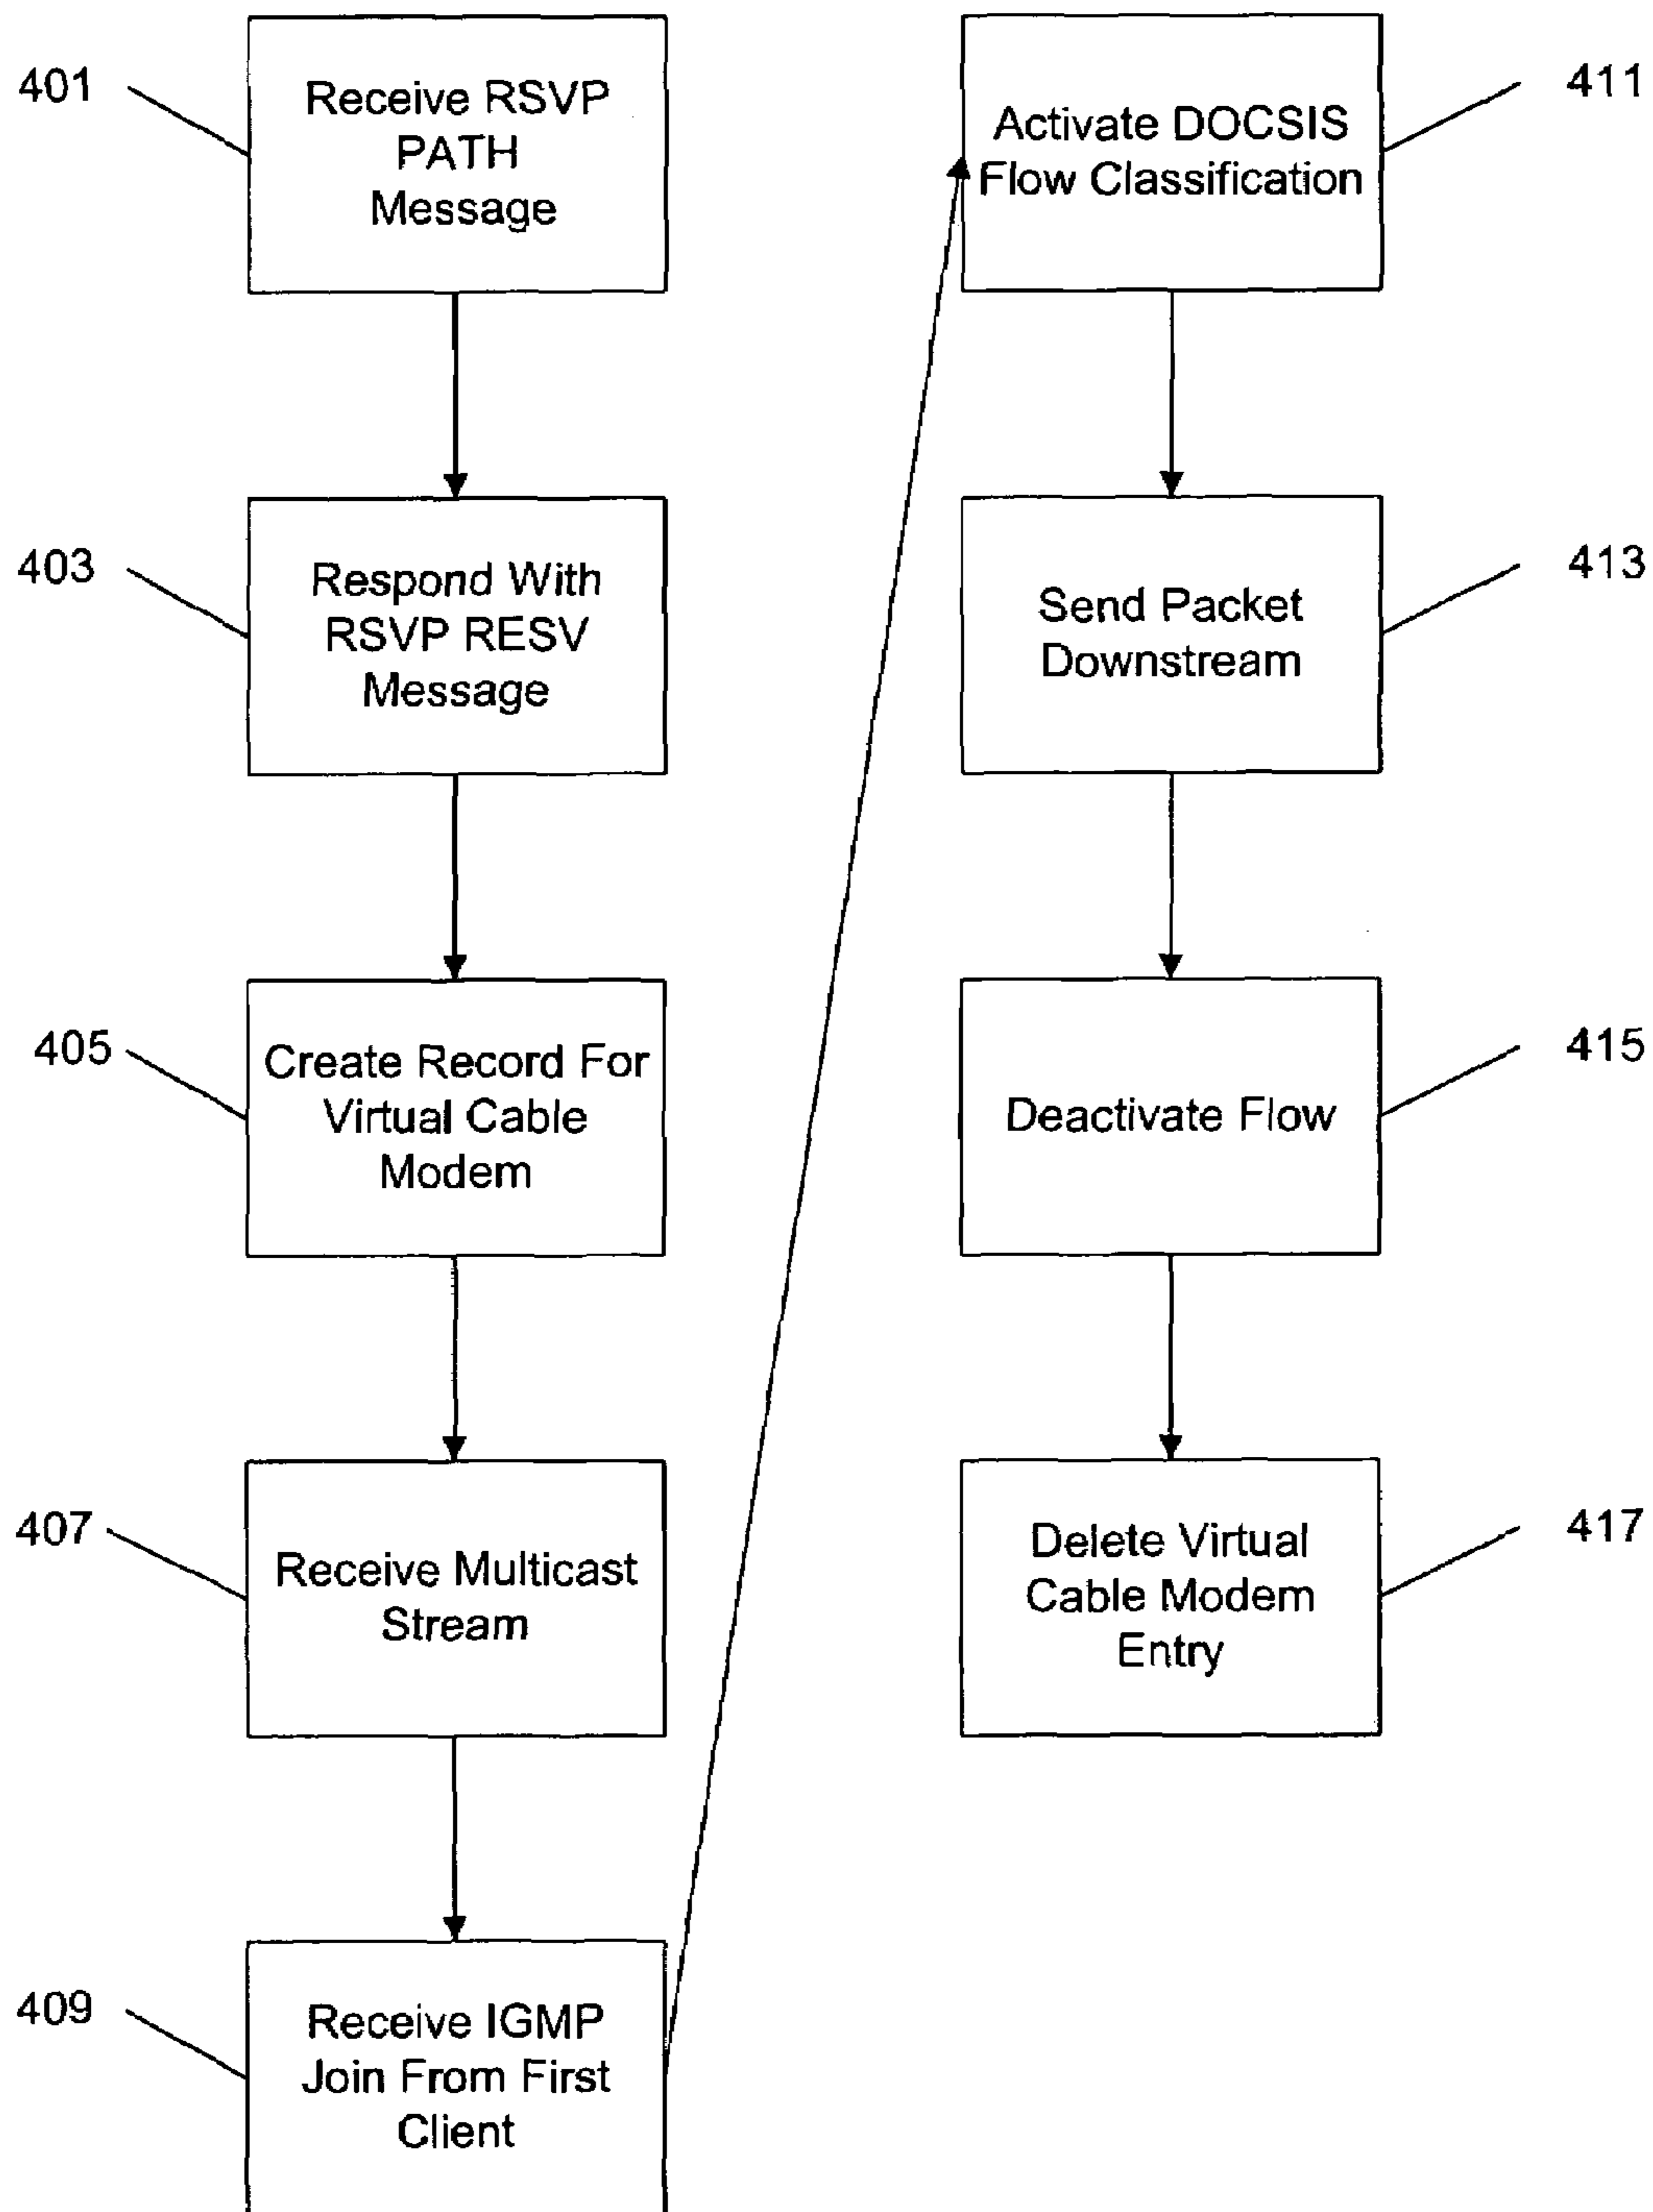 401
Receive RSVP
PATH
Message
403
Respond With
RSVP RESV
Message
405
Create Record For
Virtual Cable
Modem
407
Receive Multicast
Stream
409
Receive IGMP
Join From First
Client
411
Activate DOCSIS
Flow Classification
413
Send Packet
Downstream
415
Deactivate Flow
417
Delete Virtual
Cable Modem
Entry